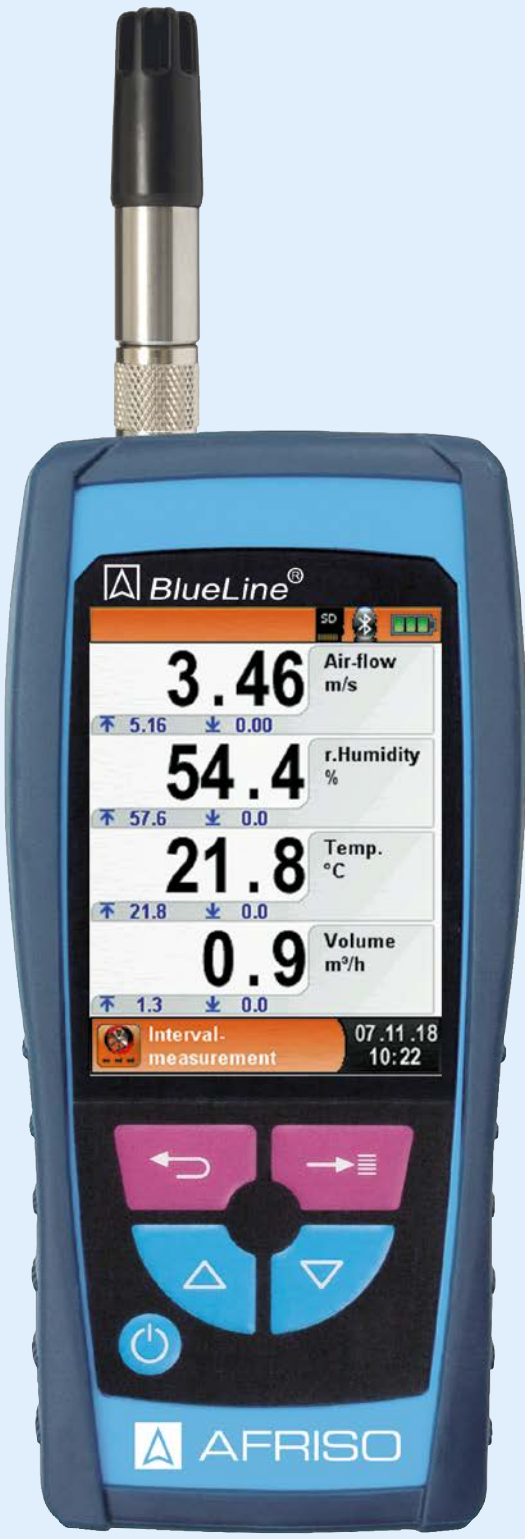 BlueLine®
SD
3.46 Air-flow
m/s
5.16 0.00
54.4 r.Humidity
%
57.6 0.0
21.8 Temp.
°C
21.8 0.0
0.9 Volume
m³/h
1.3 0.0
Interval- 07.11.18
measurement 10:22
AFRISO